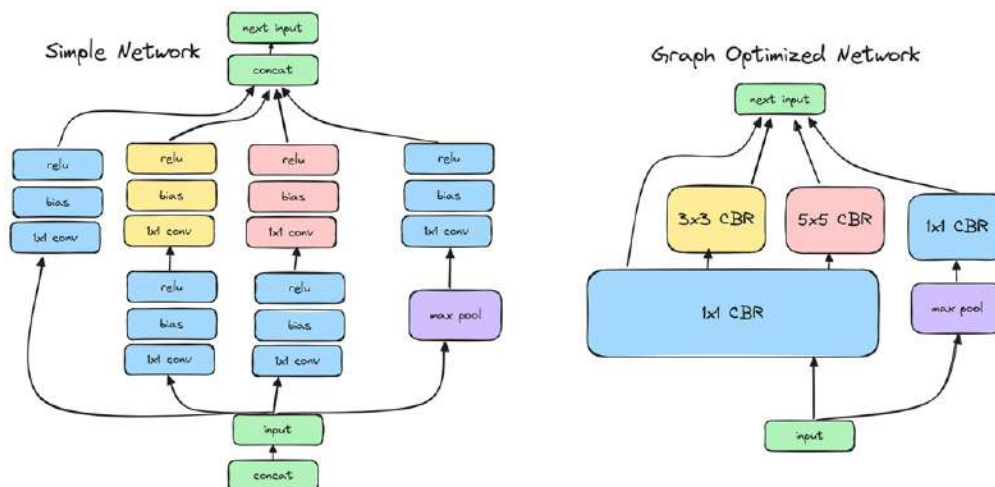 Simple Network
next input
concat
relu
bias
1x1 conv
relu
bias
1x1 conv
relu
bias
1x1 conv
relu
bias
1x1 conv
relu
bias
1x1 conv
relu
bias
1x1 conv
max pool
input
concat
Graph Optimized Network
next input
3x3 CBR
5x5 CBR
1x1 CBR
1x1 CBR
max pool
input